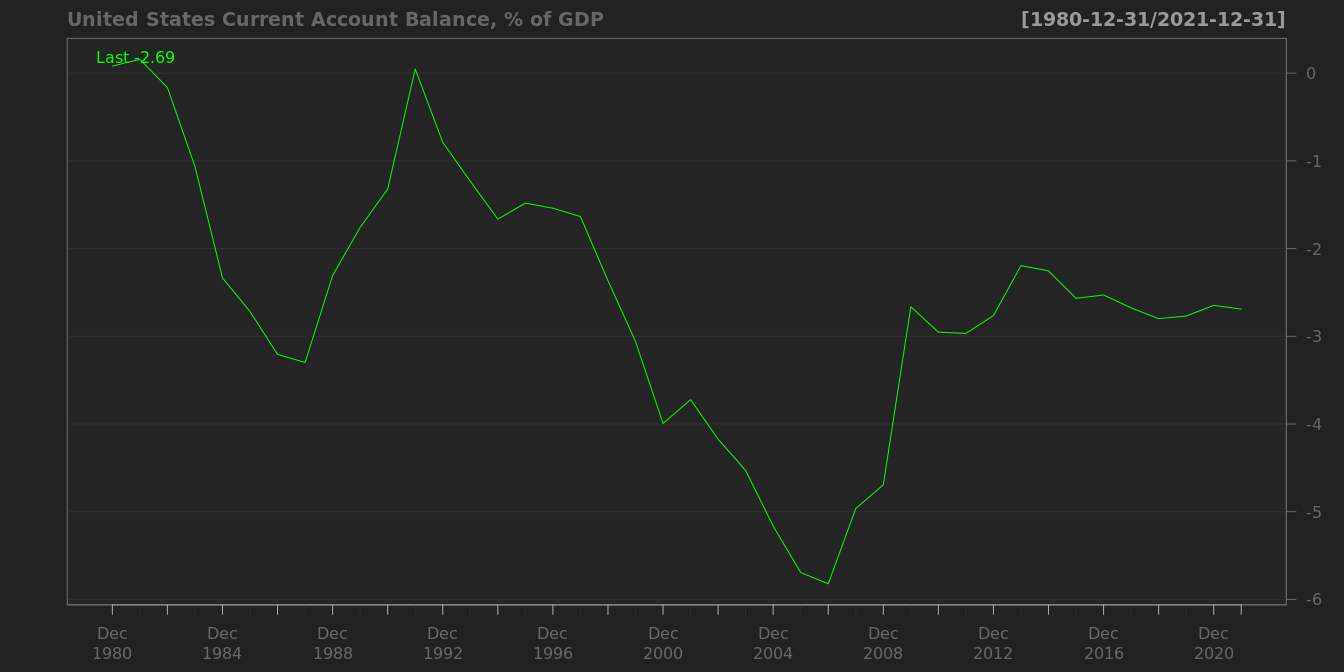 United States Current Account Balance, % of GDP
[1980-12-31/2021-12-31]
Last -2.69
0
-1
-2
-3
-4
-5
-6
Dec Dec Dec Dec Dec Dec Dec Dec Dec Dec Dec
1980 1984 1988 1992 1996 2000 2004 2008 2012 2016 2020